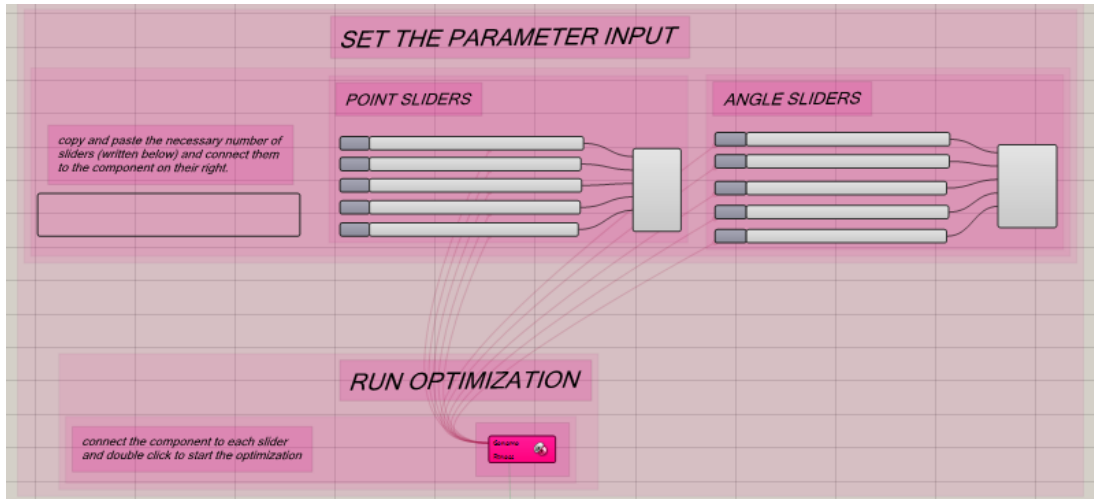 SET THE PARAMETER INPUT
POINT SLIDERS
ANGLE SLIDERS
copy and paste the necessary number of
sliders (written below) and connect them
to the component on their right.
RUN OPTIMIZATION
connect the component to each slider
and double click to start the optimization
Genome
Fitness